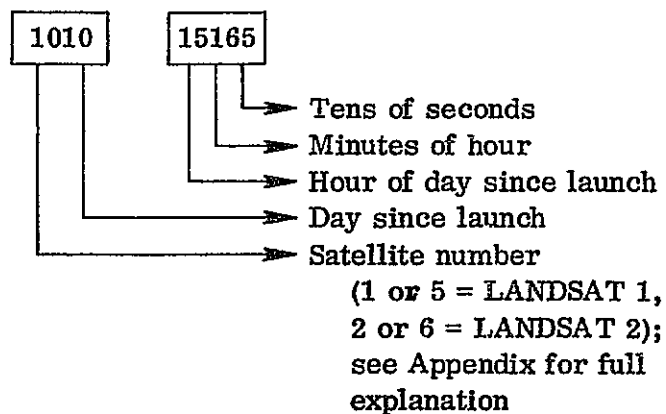 1010 15165
Tens of seconds
Minutes of hour
Hour of day since launch
Day since launch
Satellite number
(1 or 5 = LANDSAT 1,
2 or 6 = LANDSAT 2);
see Appendix for full
explanation